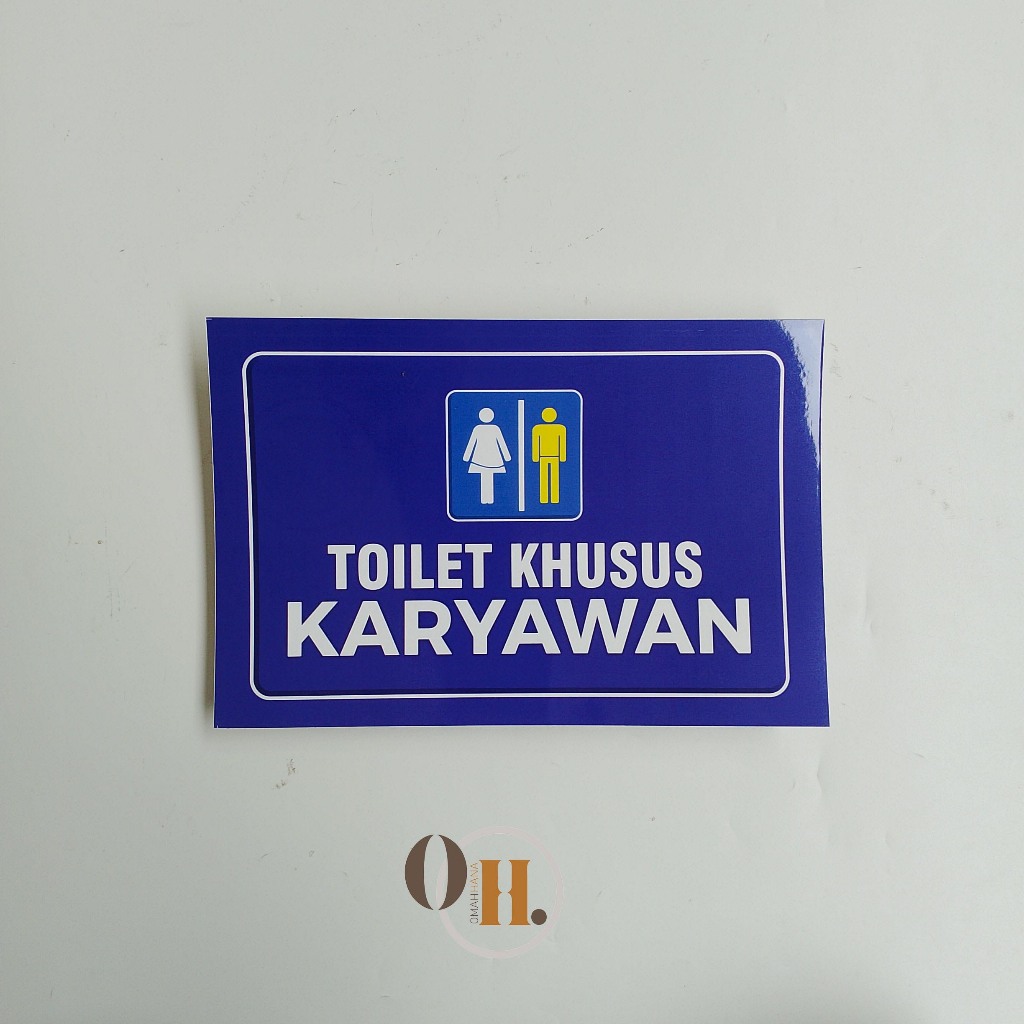 TOILET KHUSUS
KARYAWAN
OH.
OMAHHANA